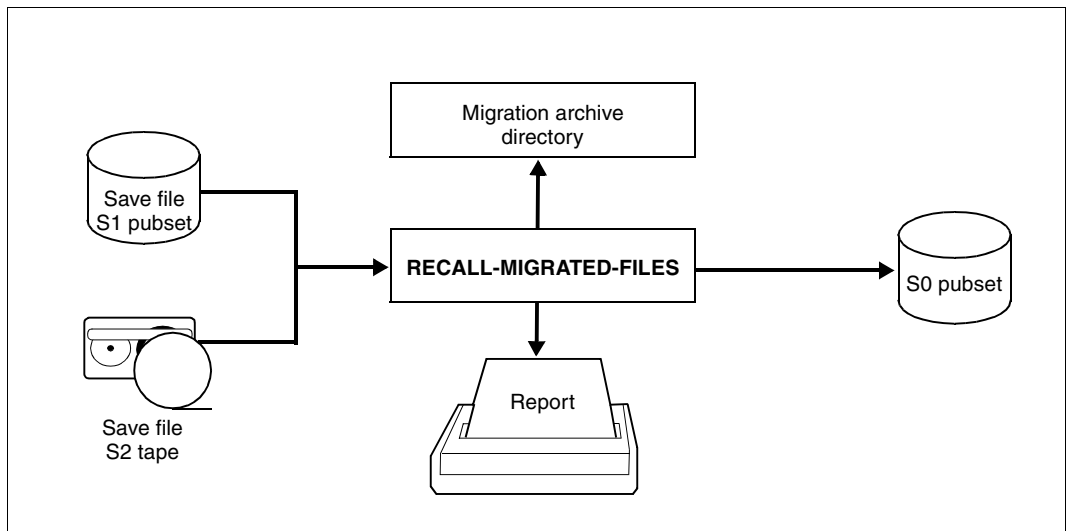 Migration archive
directory
Save file
S1 pubset
RECALL-MIGRATED-FILES
S0 pubset
Report
Save file
S2 tape